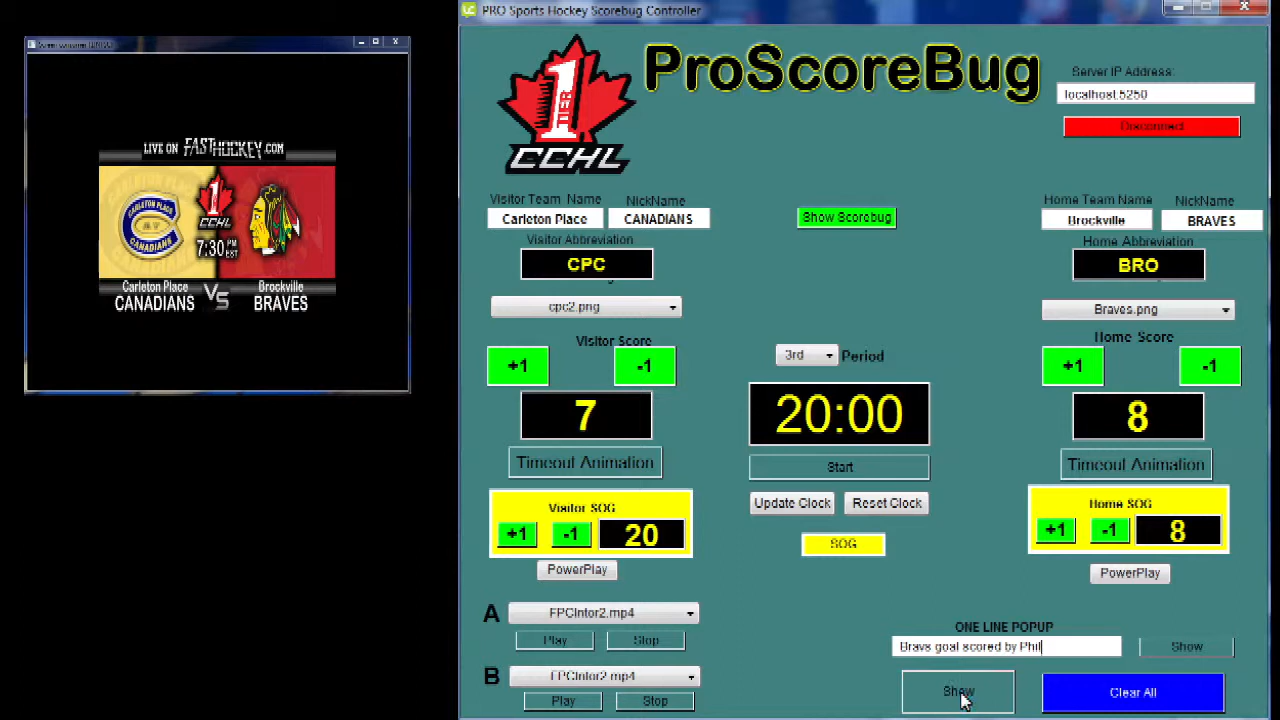 PRO Sports Hockey Scorebug Controller
LIVE ON FASTHOCKEY.COM
1
CCHL
7:30 PM EST
Carleton Place
CANADIANS
VS
Brockville
BRAVES
1
TIER
CCHL
ProScoreBug
Server IP Address:
localhost:5250
Disconnect
Visitor Team Name
NickName
Carleton Place
CANADIANS
Show Scorebug
Home Team Name
NickName
Brockville
BRAVES
Visitor Abbreviation
CPC
Home Abbreviation
BRO
cpc2.png
Braves.png
Visitor Score
+1
-1
3rd
Period
Home Score
+1
-1
7
20:00
8
Timeout Animation
Start
Timeout Animation
Update Clock
Reset Clock
Visitor SOG
+1
-1
20
SOG
Home SOG
+1
-1
8
PowerPlay
PowerPlay
A
FPCIntor2.mp4
Play
Stop
ONE LINE POPUP
Bravs goal scored by Phil
Show
B
FPCIntor2.mp4
Play
Stop
Show
Clear All